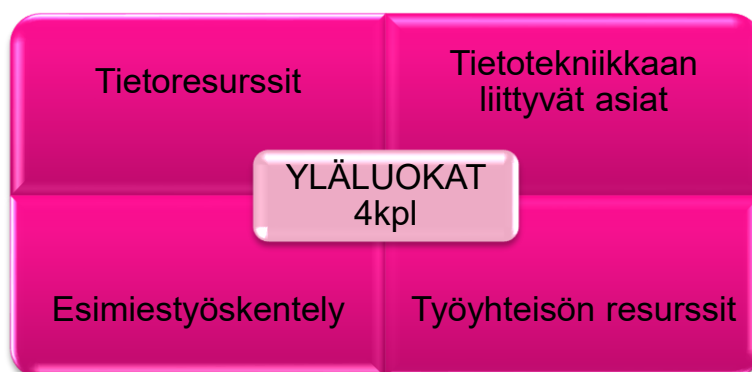 Tietoresurssit
Tietotekniikkaan
liittyvät asiat
YLÄLUOKAT
4kpl
Esimiestyöskentely
Työyhteisön resurssit